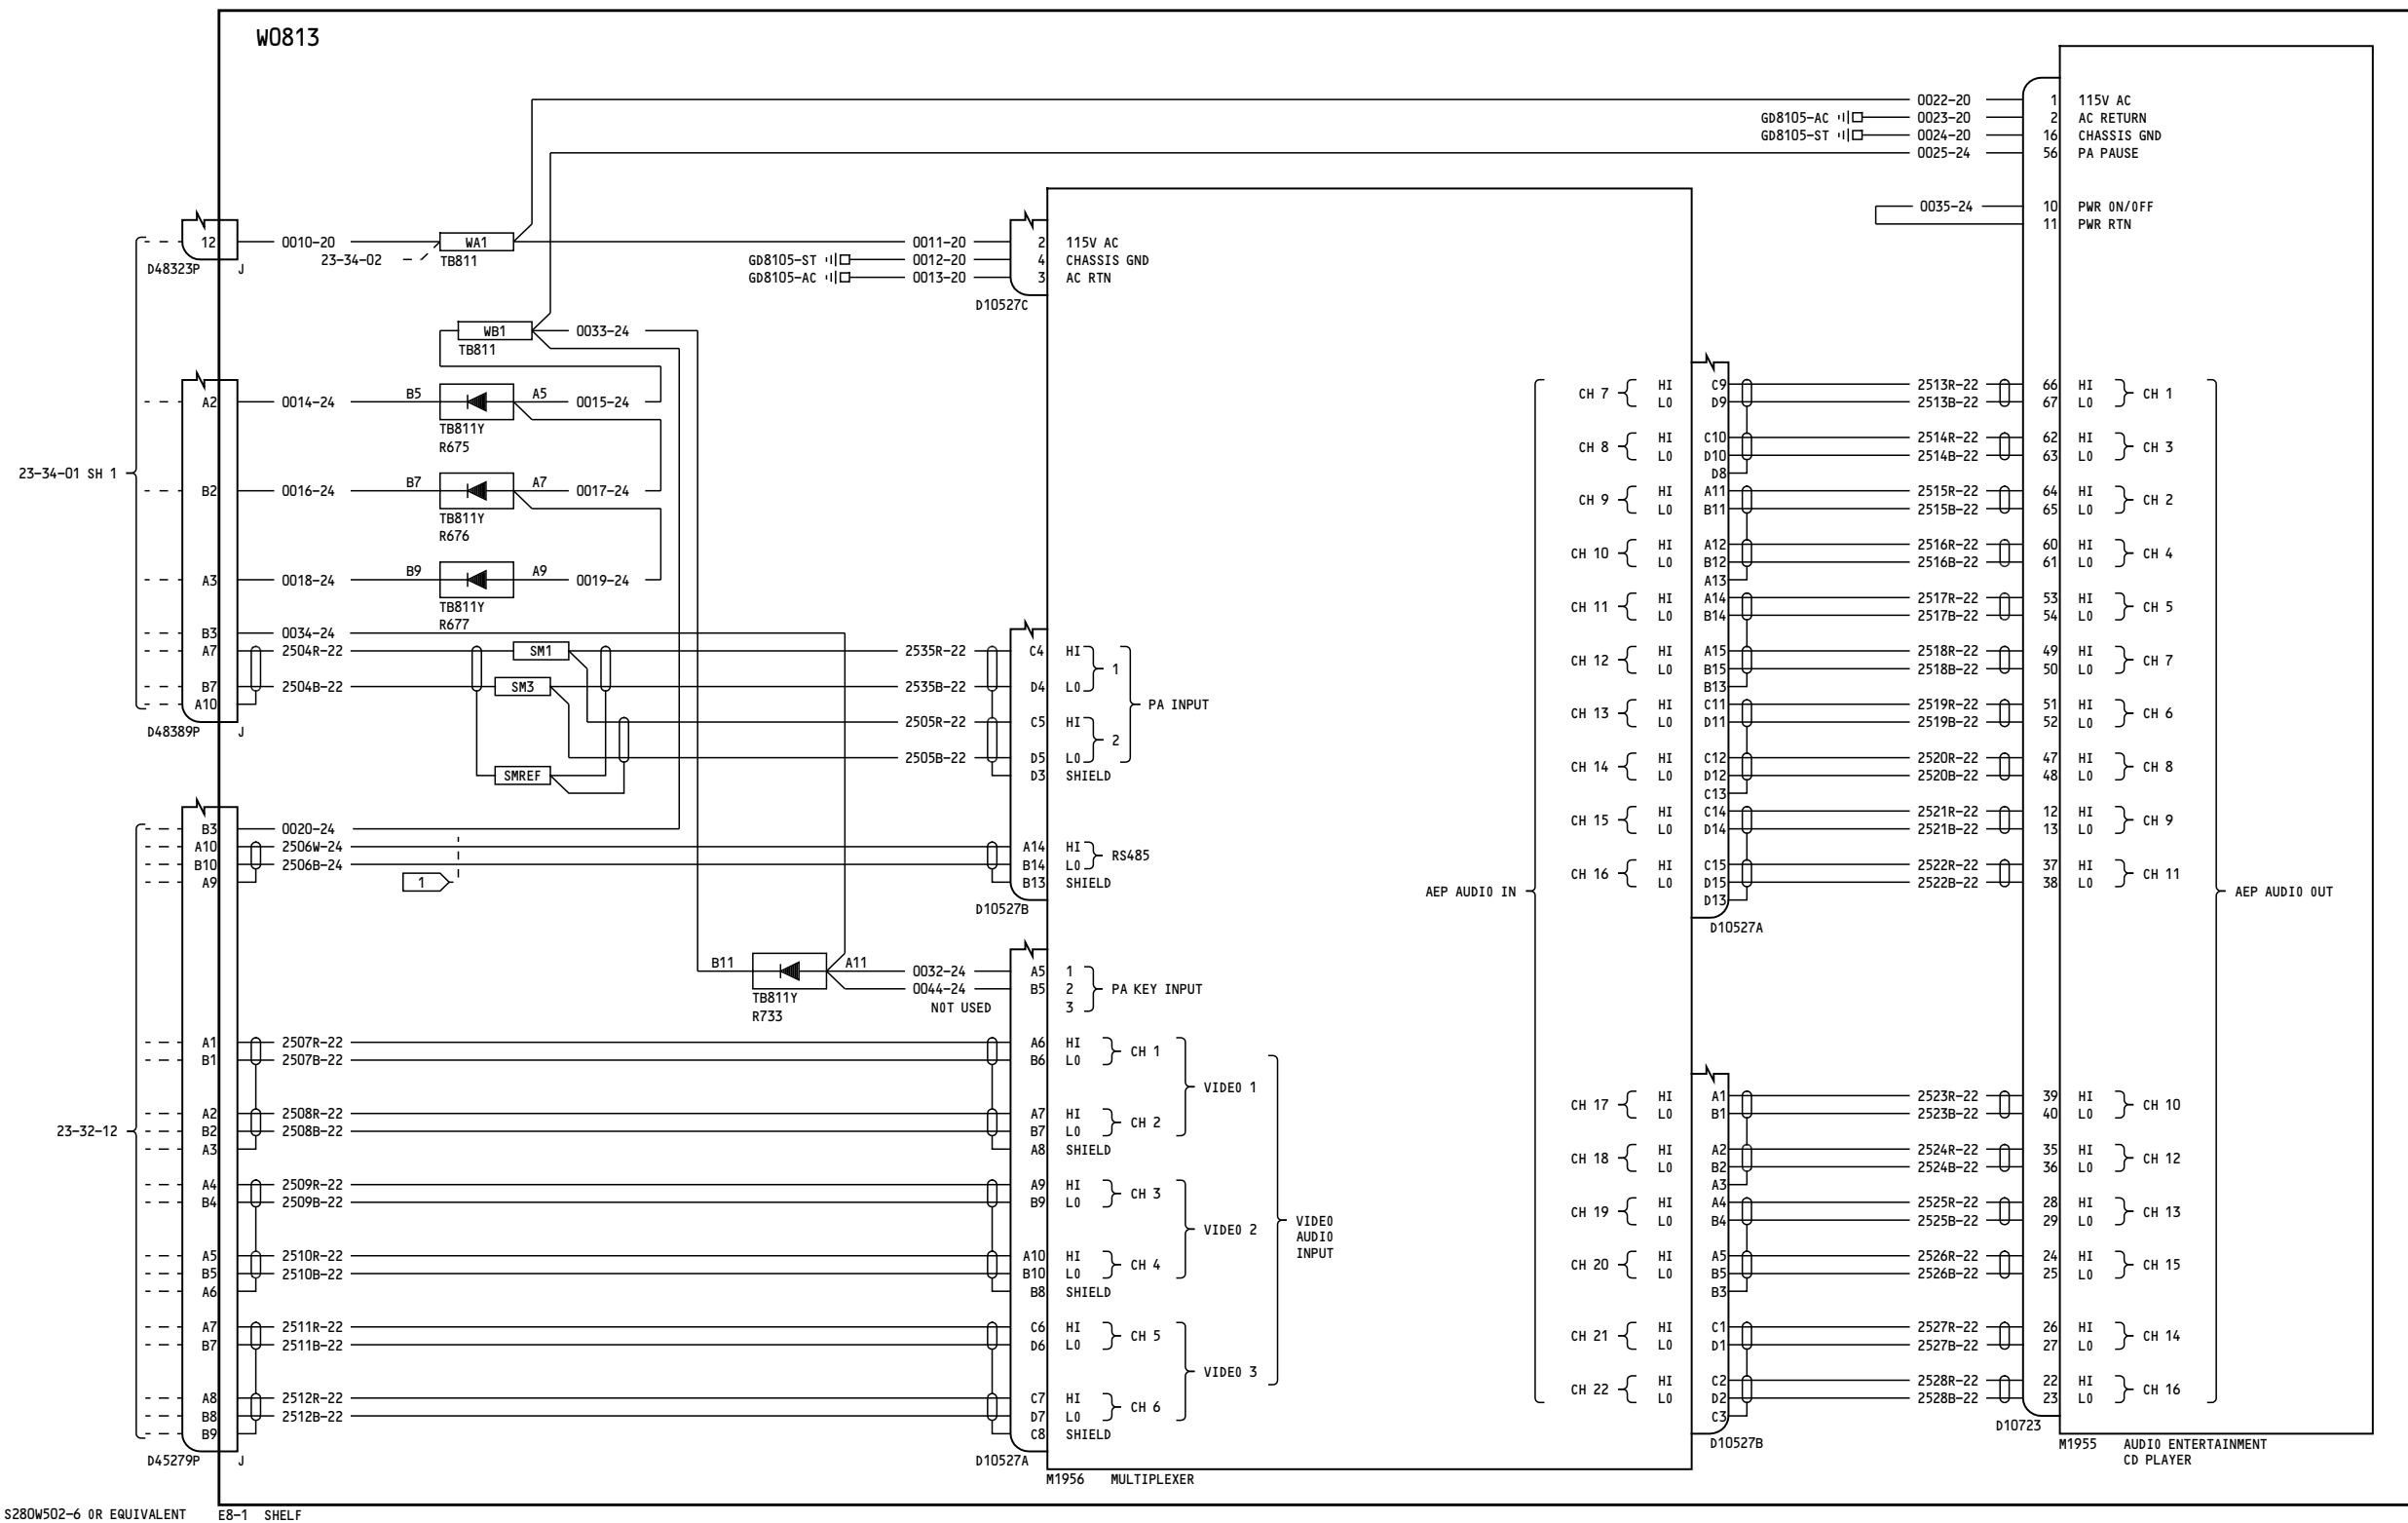 W0813
0022-20 1 115V AC
GD8105-AC 0023-20 2 AC RETURN
GD8105-ST 0024-20 16 CHASSIS GND
0025-24 56 PA PAUSE
0035-24 10 PWR ON/OFF
11 PWR RTN
12 0010-20 WA1 0011-20 2 115V AC
23-34-02 TB811 GD8105-ST 0012-20 4 CHASSIS GND
D48323P J GD8105-AC 0013-20 3 AC RTN
D10527C
WB1 0033-24
TB811
A2 0014-24 B5 A5 0015-24
TB811Y
R675
23-34-01 SH 1
B2 0016-24 B7 A7 0017-24
TB811Y
R676
A3 0018-24 B9 A9 0019-24
TB811Y
R677
B3 0034-24
A7 2504R-22 SM1 2535R-22 C4 HI
1
B7 2504B-22 SM3 2535B-22 D4 LO
A10
PA INPUT
D48389P J
2505R-22 C5 HI
2
2505B-22 D5 LO
SMREF D3 SHIELD
B3 0020-24
A10 2506W-24 A14 HI
RS485
B10 2506B-24 B14 LO
A9 1 B13 SHIELD
D10527B
B11 A11 0032-24 A5 1
0044-24 B5 2 PA KEY INPUT
TB811Y NOT USED 3
R733
A1 2507R-22 A6 HI
CH 1
B1 2507B-22 B6 LO
VIDEO 1
A2 2508R-22 A7 HI
CH 2
B2 2508B-22 B7 LO
23-32-12
A3 A8 SHIELD
A4 2509R-22 A9 HI
CH 3
B4 2509B-22 B9 LO
VIDEO 2
VIDEO
AUDIO
INPUT
A5 2510R-22 A10 HI
CH 4
B5 2510B-22 B10 LO
A6 B8 SHIELD
A7 2511R-22 C6 HI
CH 5
B7 2511B-22 D6 LO
VIDEO 3
A8 2512R-22 C7 HI
CH 6
B8 2512B-22 D7 LO
B9 C8 SHIELD
D45279P J D10527A
M1956 MULTIPLEXER
AEP AUDIO IN
CH 7 HI C9 2513R-22 66 HI CH 1
LO D9 2513B-22 67 LO
CH 8 HI C10 2514R-22 62 HI CH 3
LO D10 2514B-22 63 LO
D8
CH 9 HI A11 2515R-22 64 HI CH 2
LO B11 2515B-22 65 LO
CH 10 HI A12 2516R-22 60 HI CH 4
LO B12 2516B-22 61 LO
A13
CH 11 HI A14 2517R-22 53 HI CH 5
LO B14 2517B-22 54 LO
CH 12 HI A15 2518R-22 49 HI CH 7
LO B15 2518B-22 50 LO
B13
CH 13 HI C11 2519R-22 51 HI CH 6
LO D11 2519B-22 52 LO
CH 14 HI C12 2520R-22 47 HI CH 8
LO D12 2520B-22 48 LO
C13
CH 15 HI C14 2521R-22 12 HI CH 9
LO D14 2521B-22 13 LO
CH 16 HI C15 2522R-22 37 HI CH 11
LO D15 2522B-22 38 LO
D13
D10527A
AEP AUDIO OUT
CH 17 HI A1 2523R-22 39 HI CH 10
LO B1 2523B-22 40 LO
CH 18 HI A2 2524R-22 35 HI CH 12
LO B2 2524B-22 36 LO
A3
CH 19 HI A4 2525R-22 28 HI CH 13
LO B4 2525B-22 29 LO
CH 20 HI A5 2526R-22 24 HI CH 15
LO B5 2526B-22 25 LO
B3
CH 21 HI C1 2527R-22 26 HI CH 14
LO D1 2527B-22 27 LO
CH 22 HI C2 2528R-22 22 HI CH 16
LO D2 2528B-22 23 LO
C3
D10527B
D10723
M1955 AUDIO ENTERTAINMENT
CD PLAYER
S280W502-6 OR EQUIVALENT
E8-1 SHELF